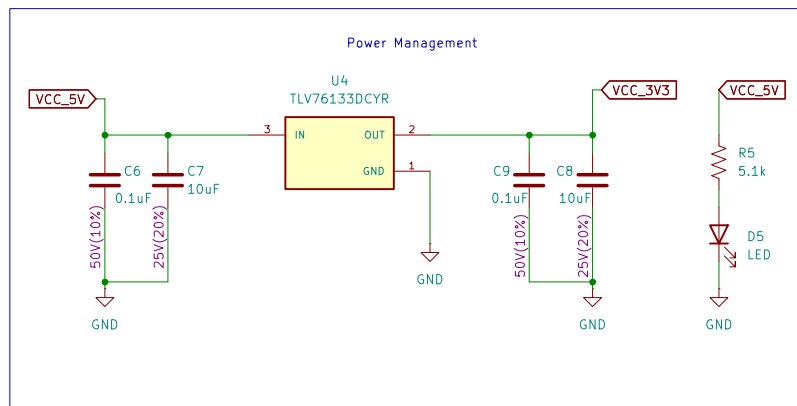 Power Management
U4
TLV76133DCYR
VCC_5V
VCC_3V3
VCC_5V
3
IN
OUT
2
GND
1
C6
0.1uF
50V(10%)
C7
10uF
25V(20%)
C9
0.1uF
50V(10%)
C8
10uF
25V(20%)
R5
5.1k
D5
LED
GND
GND
GND
GND